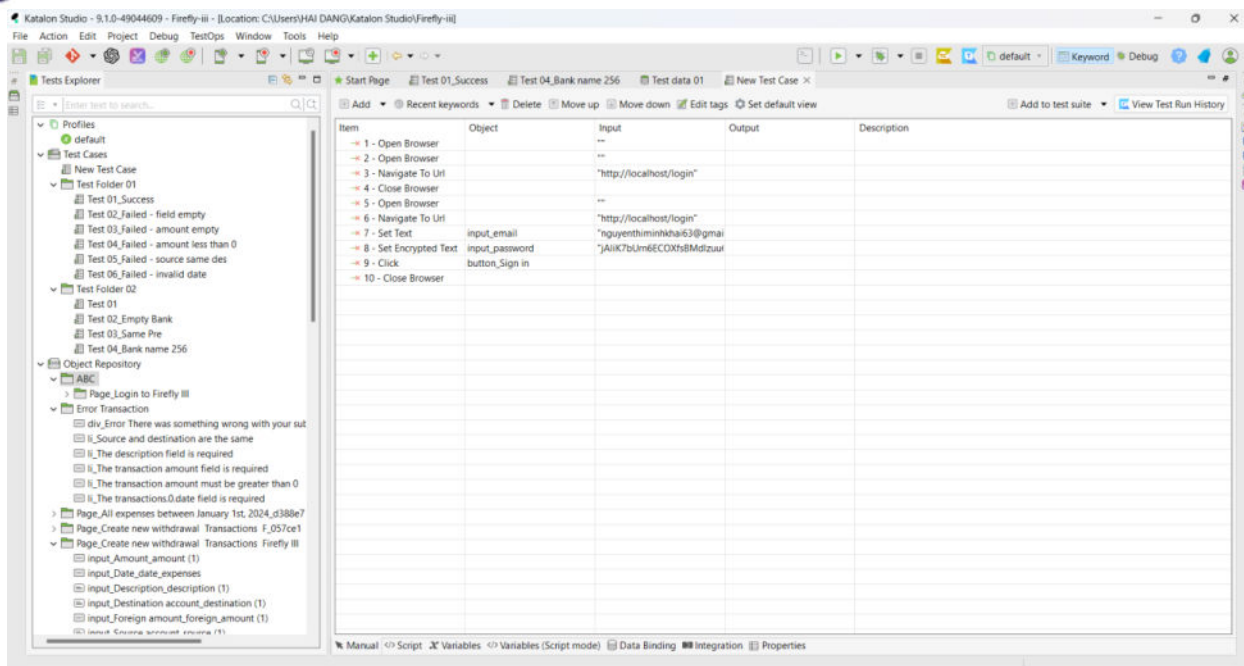 Katalon Studio - 9.1.0-49044609 - Firefly-iii - [Location: C:\Users\HAI DANG\Katalon Studio\Firefly-iii]
File Action Edit Project Debug TestOps Window Tools Help
default Keyword Debug
Tests Explorer
Start Page Test 01_Success Test 04_Bank name 256 Test data 01 New Test Case
Enter text to search...
Add Recent keywords Delete Move up Move down Edit tags Set default view Add to test suite View Test Run History
Profiles
default
Test Cases
New Test Case
Test Folder 01
Test 01_Success
Test 02_Failed - field empty
Test 03_Failed - amount empty
Test 04_Failed - amount less than 0
Test 05_Failed - source same des
Test 06_Failed - invalid date
Test Folder 02
Test 01
Test 02_Empty Bank
Test 03_Same Pre
Test 04_Bank name 256
Object Repository
ABC
Page_Login to Firefly III
Error Transaction
div_Error There was something wrong with your sub
li_Source and destination are the same
li_The description field is required
li_The transaction amount field is required
li_The transaction amount must be greater than 0
li_The transactions.0.date field is required
Page_All expenses between January 1st, 2024_d388e7
Page_Create new withdrawal Transactions F_057ce1
Page_Create new withdrawal Transactions Firefly III
input_Amount_amount (1)
input_Date_date_expenses
input_Description_description (1)
input_Destination account_destination (1)
input_Foreign amount_foreign_amount (1)
input_Source account_source (1)
Item Object Input Output Description
1 - Open Browser ""
2 - Open Browser ""
3 - Navigate To Url "http://localhost/login"
4 - Close Browser
5 - Open Browser ""
6 - Navigate To Url "http://localhost/login"
7 - Set Text input_email "nguyenthiminhkhai63@gmai
8 - Set Encrypted Text input_password
9 - Click button_Sign in
10 - Close Browser
Manual Script Variables Variables (Script mode) Data Binding Integration Properties